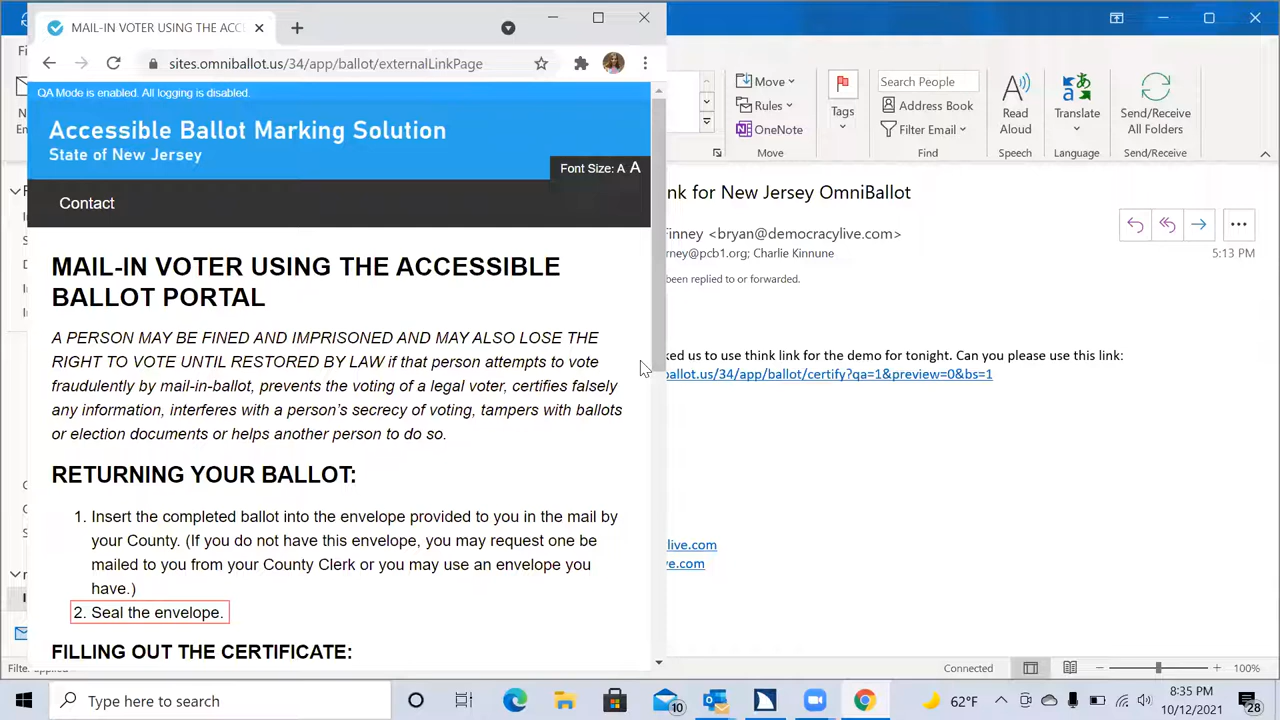 MAIL-IN VOTER USING THE ACCE
sites.omniballot.us/34/app/ballot/externalLinkPage
QA Mode is enabled. All logging is disabled.
Accessible Ballot Marking Solution
State of New Jersey
Font Size: A A
Contact
MAIL-IN VOTER USING THE ACCESSIBLE
BALLOT PORTAL
A PERSON MAY BE FINED AND IMPRISONED AND MAY ALSO LOSE THE
RIGHT TO VOTE UNTIL RESTORED BY LAW if that person attempts to vote
fraudulently by mail-in-ballot, prevents the voting of a legal voter, certifies falsely
any information, interferes with a person's secrecy of voting, tampers with ballots
or election documents or helps another person to do so.
RETURNING YOUR BALLOT:
1. Insert the completed ballot into the envelope provided to you in the mail by
your County. (If you do not have this envelope, you may request one be
mailed to you from your County Clerk or you may use an envelope you
have.)
2. Seal the envelope.
FILLING OUT THE CERTIFICATE:
Move
Rules
OneNote
Move
Tags
Search People
Address Book
Filter Email
Find
Read
Aloud
Speech
Translate
Language
Send/Receive
All Folders
Send/Receive
nk for New Jersey OmniBallot
inney <bryan@democracylive.com>
rney@pcb1.org; Charlie Kinnune
5:13 PM
been replied to or forwarded.
ked us to use think link for the demo for tonight. Can you please use this link:
ballot.us/34/app/ballot/certify?qa=1&preview=0&bs=1
live.com
e.com
Connected
100%
Type here to search
10
62°F
8:35 PM
10/12/2021
28